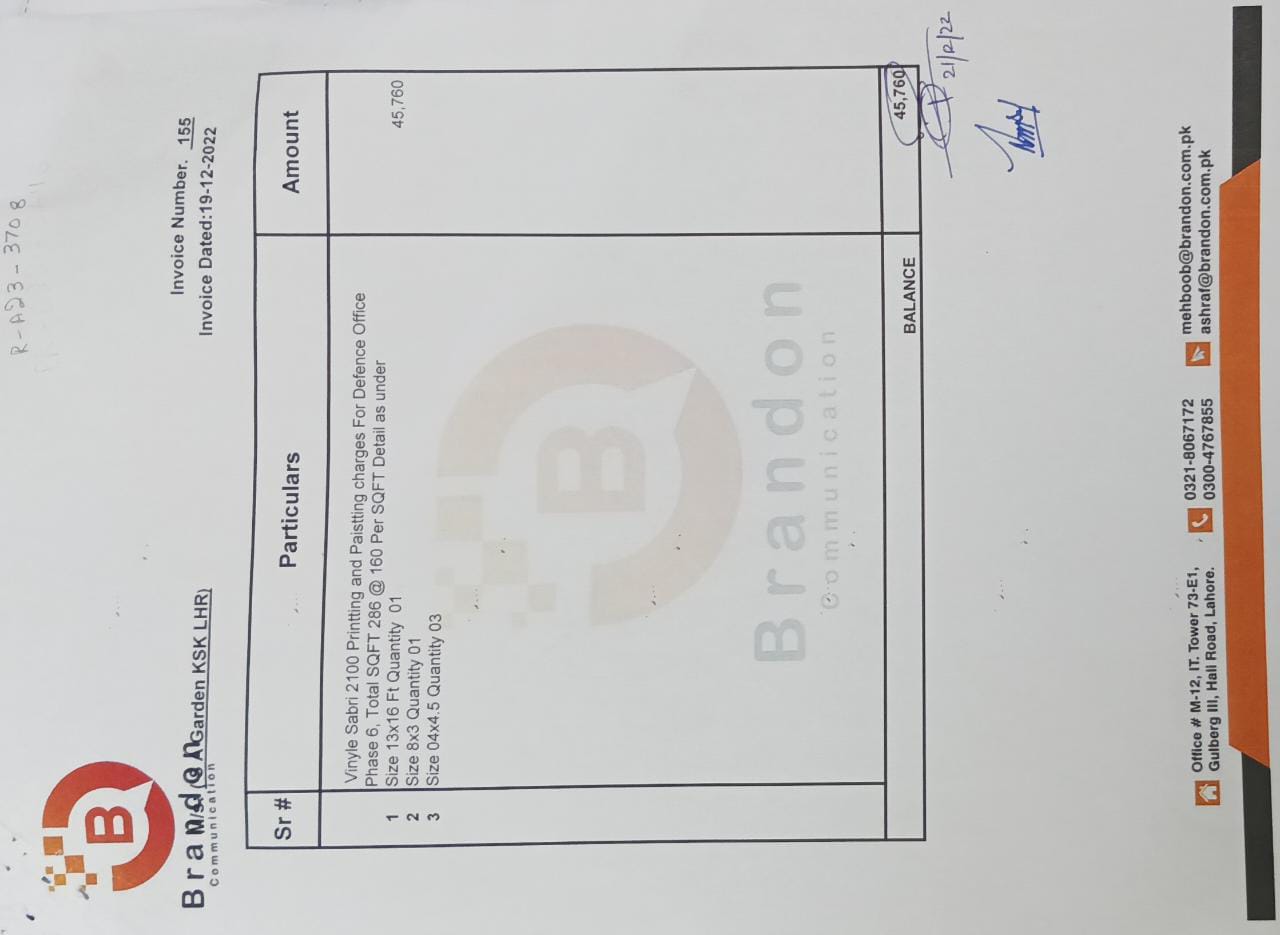 R-A23-3708
Brandon
Communication
Invoice Number. 155
Invoice Dated:19-12-2022
Garden KSK LHR)
Sr # Particulars Amount
Vinyle Sabri 2100 Printting and Paistting charges For Defence Office
Phase 6, Total SQFT 286 @ 160 Per SQFT Detail as under
1 Size 13x16 Ft Quantity 01 45,760
2 Size 8x3 Quantity 01
3 Size 04x4.5 Quantity 03
Brandon
Communication
BALANCE 45,760
21/12/22
Office # M-12, IT. Tower 73-E1,
Gulberg III, Hali Road, Lahore.
0321-8067172
0300-4767855
mehboob@brandon.com.pk
ashraf@brandon.com.pk